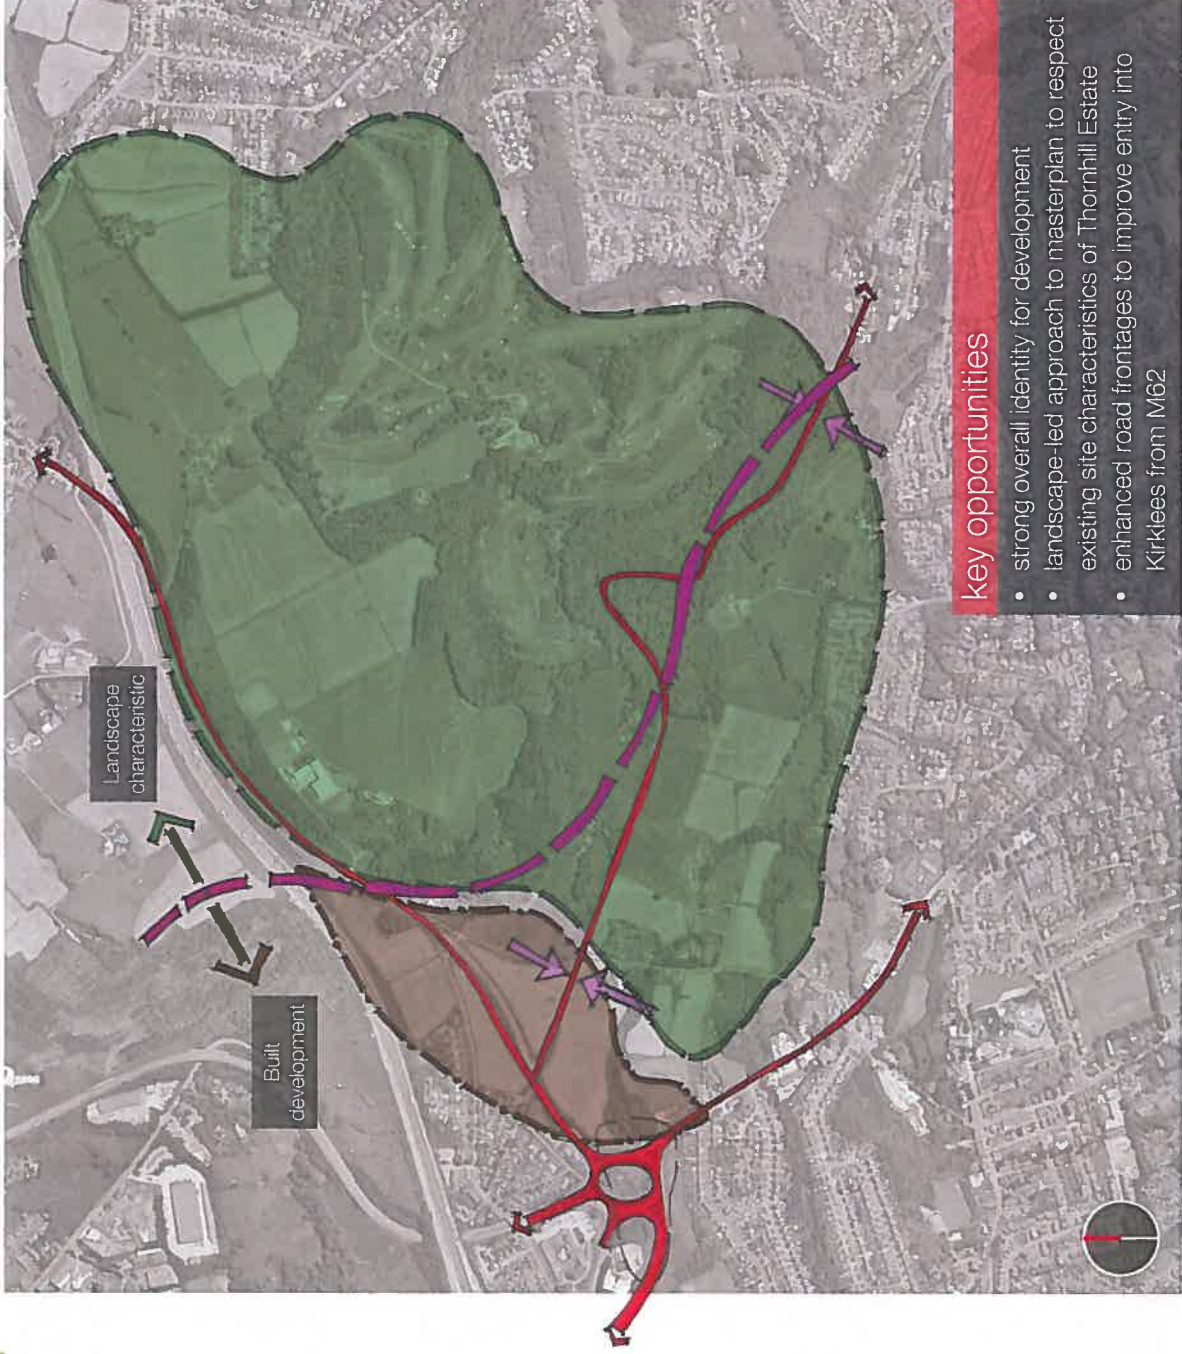 Landscape
characteristic
Built
development
key opportunities
• strong overall identity for development
• landscape-led approach to masterplan to respect
existing site characteristics of Thornhill Estate
• enhanced road frontages to improve entry into
Kirklees from M62